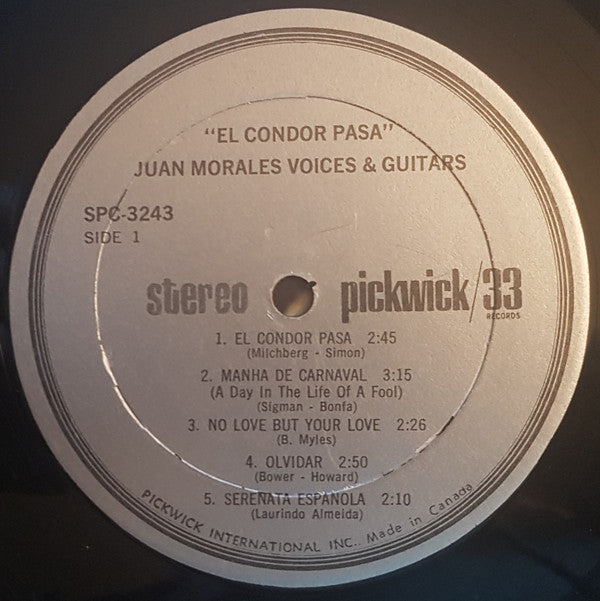 "EL CONDOR PASA"
JUAN MORALES VOICES & GUITARS
SPC-3243
SIDE 1
stereo pickwick/33
RECORDS
1. EL CONDOR PASA 2:45
(Milchberg - Simon)
2. MANHA DE CARNAVAL 3:15
(A Day In The Life Of A Fool)
(Sigman - Bonfa)
3. NO LOVE BUT YOUR LOVE 2:26
(B. Myles)
4. OLVIDAR 2:50
(Bower - Howard)
5. SERENATA ESPANOLA 2:10
(Laurindo Almeida)
PICKWICK INTERNATIONAL INC.. Made in Canada